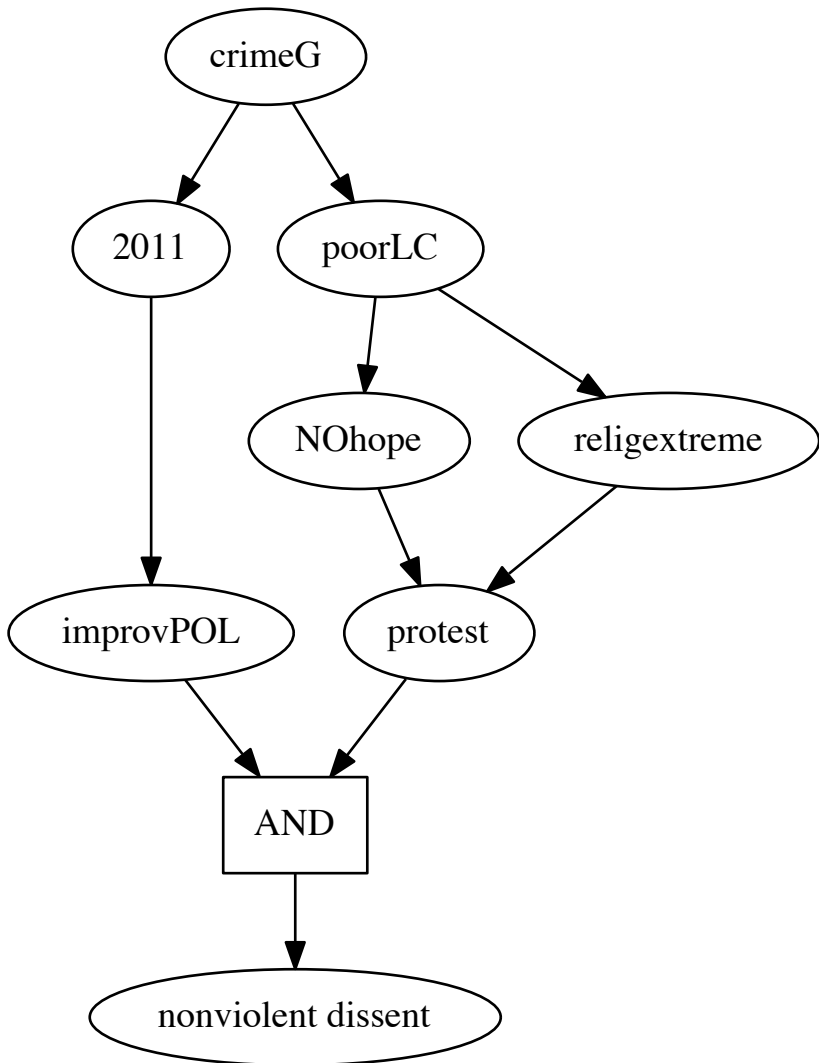 crimeG
2011
poorLC
NOhope
religextreme
improvPOL
protest
AND
nonviolent dissent